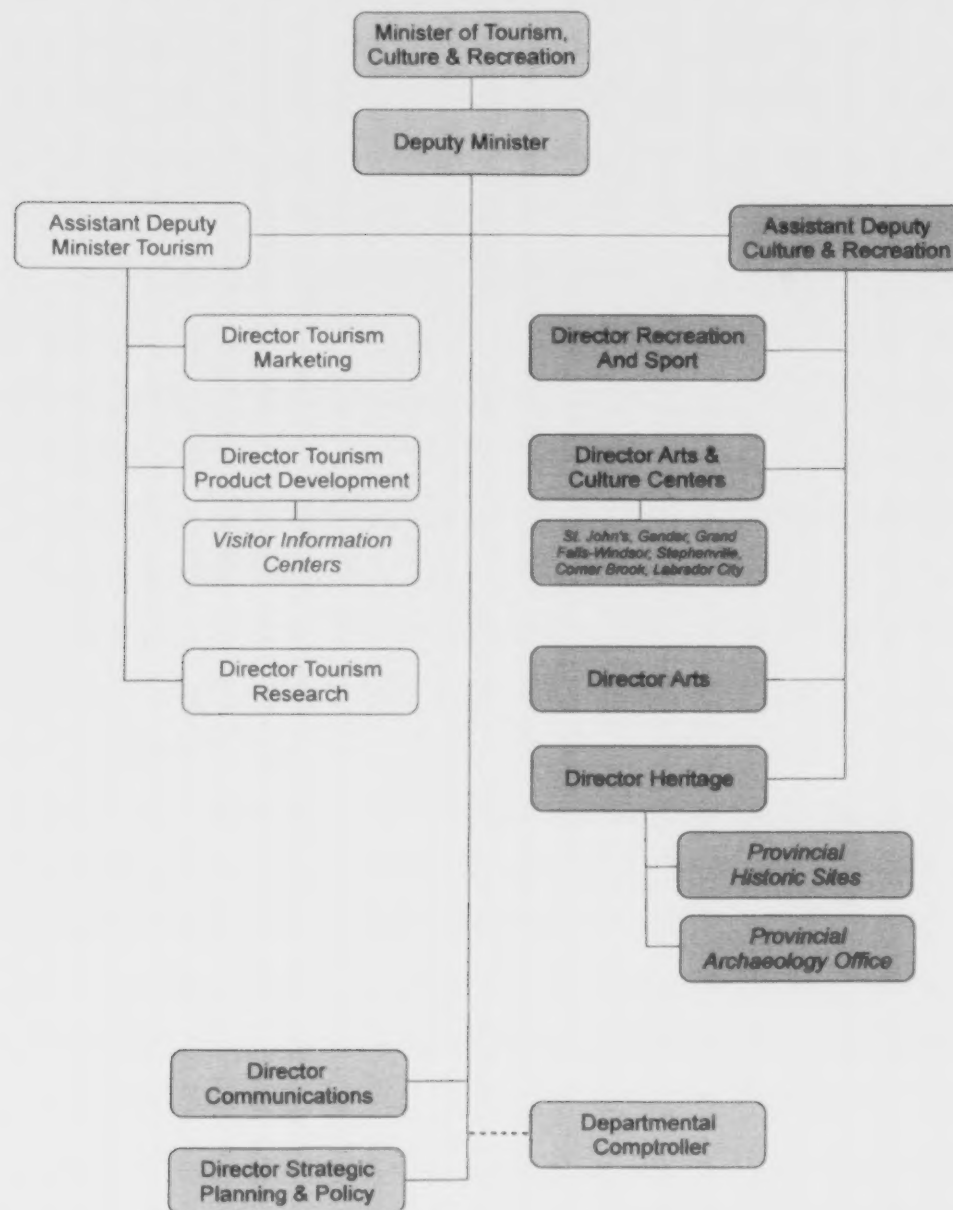 Minister of Tourism,
Culture & Recreation
Deputy Minister
Assistant Deputy
Minister Tourism
Director Tourism
Marketing
Director Tourism
Product Development
Visitor Information
Centers
Director Tourism
Research
Assistant Deputy
Culture & Recreation
Director Recreation
And Sport
Director Arts &
Culture Centers
St. John's, Gander, Grand
Falls-Windsor, Stephenville,
Corner Brook, Labrador City
Director Arts
Director Heritage
Provincial
Historic Sites
Provincial
Archaeology Office
Director
Communications
Departmental
Comptroller
Director Strategic
Planning & Policy